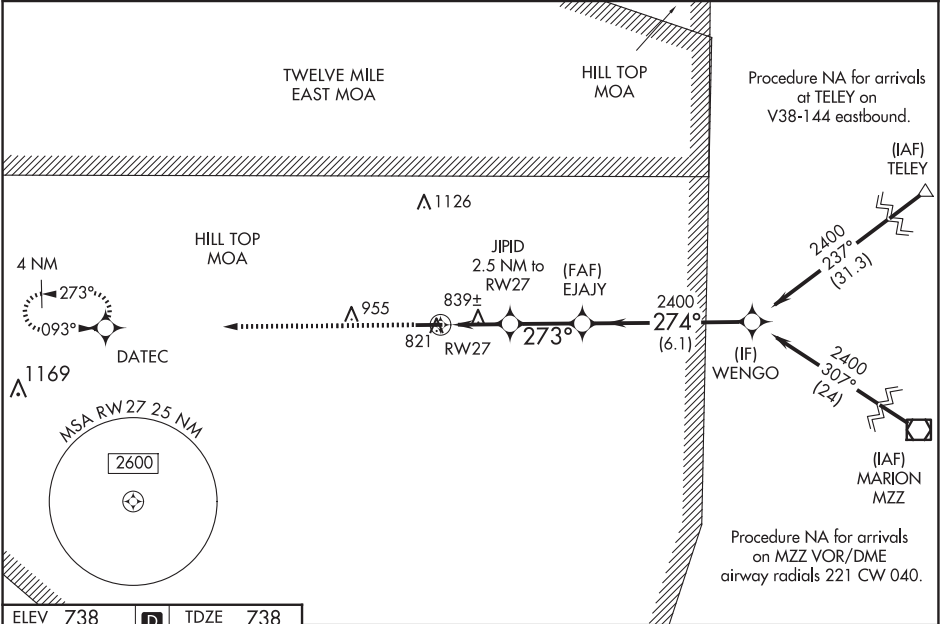 TWELVE MILE
EAST MOA
HILL TOP
MOA
Procedure NA for arrivals
at TELEY on
V38-144 eastbound.
(IAF)
TELEY
1126
HILL TOP
MOA
2400
237°
(31.3)
4 NM
273°
093°
DATEC
JIPID
2.5 NM to
RW27
(FAF)
EJAJY
955
839±
821
RW27
273°
2400
274°
(6.1)
(IF)
WENGO
2400
307°
(24)
1169
MSA RW27 25 NM
2600
(IAF)
MARION
MZZ
Procedure NA for arrivals
on MZZ VOR/DME
airway radials 221 CW 040.
ELEV 738 D TDZE 738